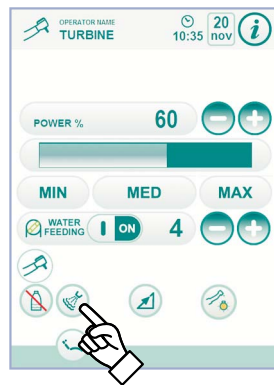 OPERATOR NAME
TURBINE
10:35
20
nov
i
POWER %
60
MIN
MED
MAX
WATER
FEEDING
ON
4